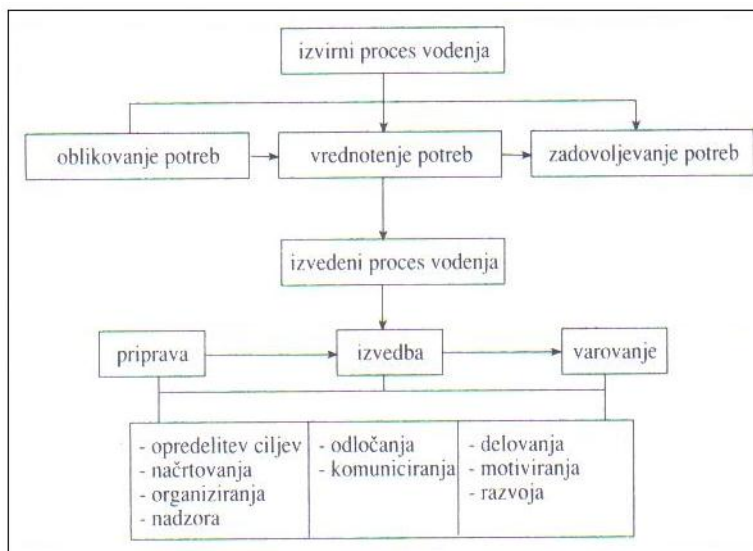 izvirni proces vodenja
oblikovanje potreb
vrednotenje potreb
zadovoljevanje potreb
izvedeni proces vodenja
priprava
izvedba
varovanje
- opredelitev ciljev
- načrtovanja
- organiziranja
- nadzora
- odločanja
- komuniciranja
- delovanja
- motiviranja
- razvoja